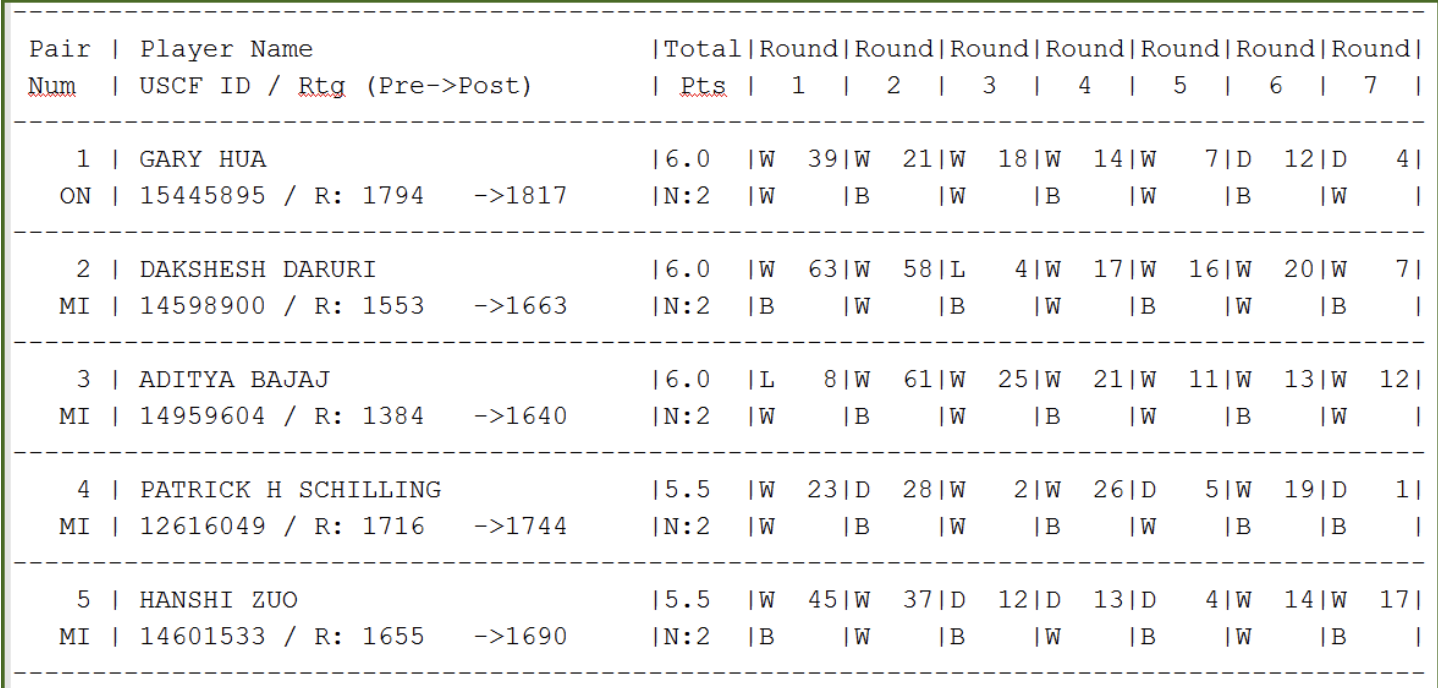 -----------------------------------------------------------------------------------------
 Pair | Player Name                     |Total|Round|Round|Round|Round|Round|Round|Round|
 Num  | USCF ID / Rtg (Pre->Post)       | Pts |  1  |  2  |  3  |  4  |  5  |  6  |  7  |
-----------------------------------------------------------------------------------------
    1 | GARY HUA                        |6.0  |W  39|W  21|W  18|W  14|W   7|D  12|D   4|
   ON | 15445895 / R: 1794   ->1817     |N:2  |W    |B    |W    |B    |W    |B    |W    |
-----------------------------------------------------------------------------------------
    2 | DAKSHESH DARURI                 |6.0  |W  63|W  58|L   4|W  17|W  16|W  20|W   7|
   MI | 14598900 / R: 1553   ->1663     |N:2  |B    |W    |B    |W    |B    |W    |B    |
-----------------------------------------------------------------------------------------
    3 | ADITYA BAJAJ                    |6.0  |L   8|W  61|W  25|W  21|W  11|W  13|W  12|
   MI | 14959604 / R: 1384   ->1640     |N:2  |W    |B    |W    |B    |W    |B    |W    |
-----------------------------------------------------------------------------------------
    4 | PATRICK H SCHILLING             |5.5  |W  23|D  28|W   2|W  26|D   5|W  19|D   1|
   MI | 12616049 / R: 1716   ->1744     |N:2  |W    |B    |W    |B    |W    |B    |B    |
-----------------------------------------------------------------------------------------
    5 | HANSHI ZUO                      |5.5  |W  45|W  37|D  12|D  13|D   4|W  14|W  17|
   MI | 14601533 / R: 1655   ->1690     |N:2  |B    |W    |B    |W    |B    |W    |B    |
-----------------------------------------------------------------------------------------